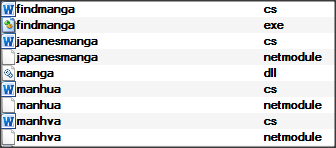 findmanga cs
findmanga exe
japanesmanga cs
japanesmanga netmodule
manga dll
manhua cs
manhua netmodule
manhva cs
manhva netmodule